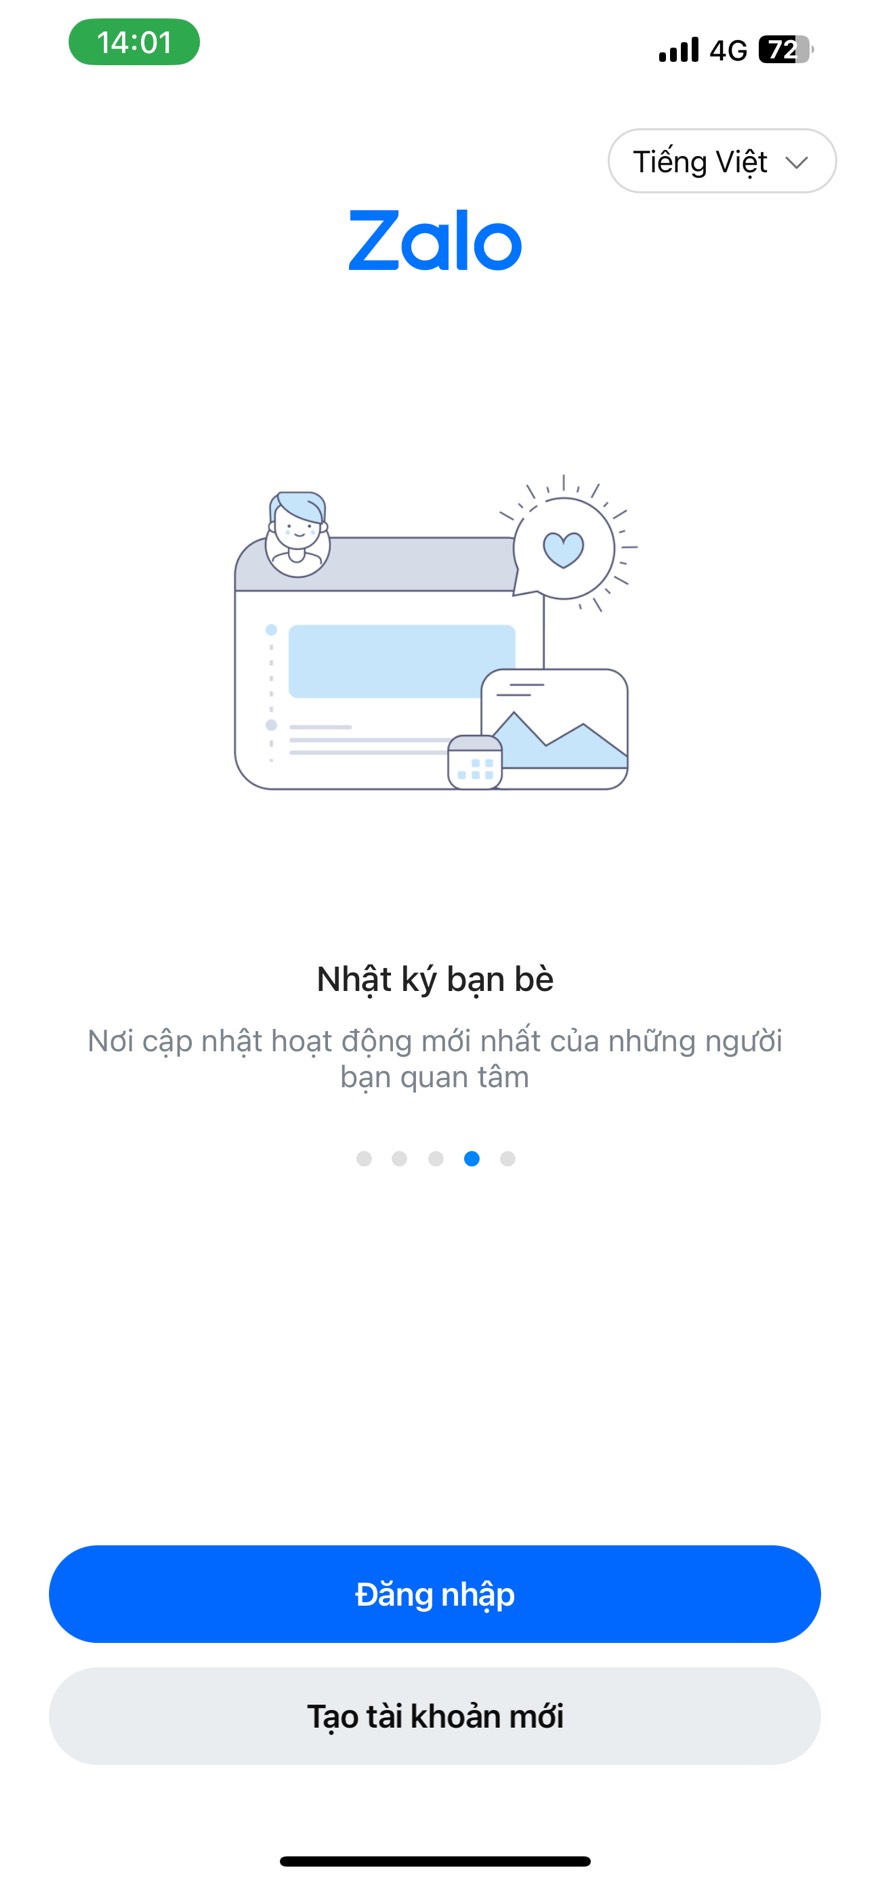 14:01
4G 72
Tiếng Việt
Zalo
Nhật ký bạn bè
Nơi cập nhật hoạt động mới nhất của những người
bạn quan tâm
Đăng nhập
Tạo tài khoản mới